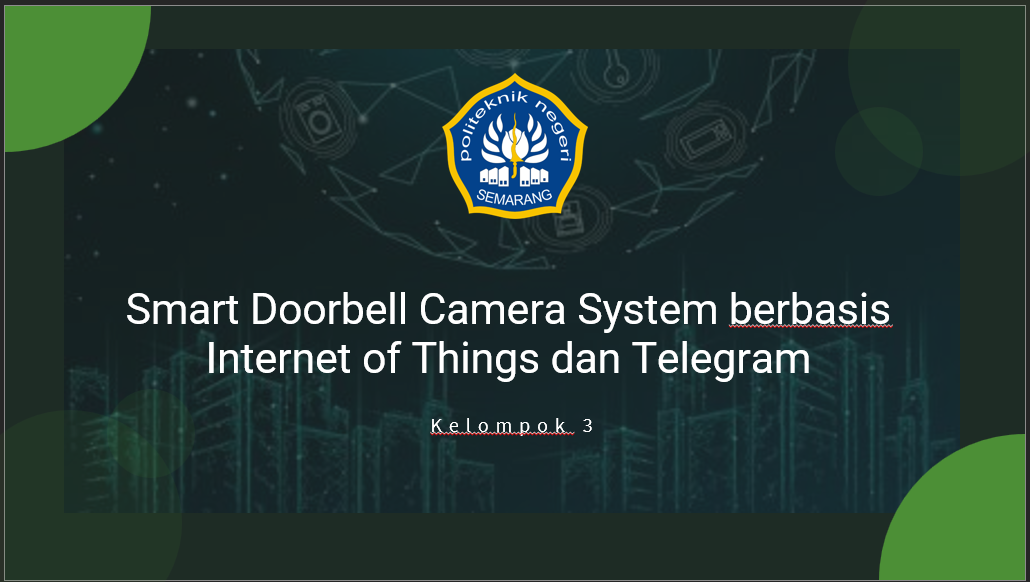 politeknik negeri
SEMARANG
Smart Doorbell Camera System berbasis
Internet of Things dan Telegram
Kelompok 3